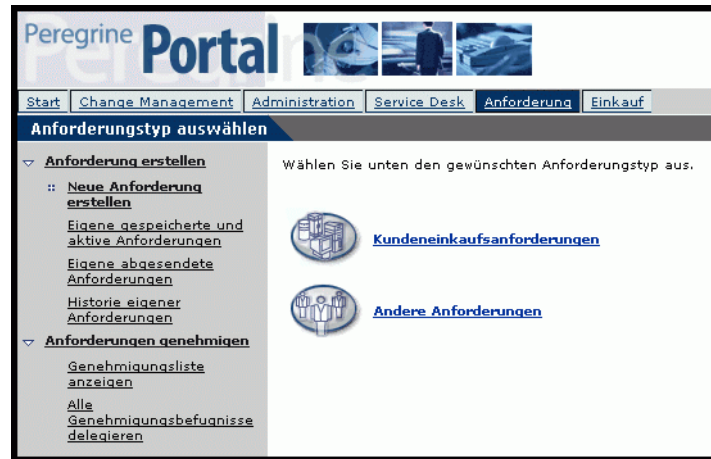 Peregrine Portal
Start Change Management Administration Service Desk Anforderung Einkauf
Anforderungstyp auswählen
Anforderung erstellen
Neue Anforderung
erstellen
Eigene gespeicherte und
aktive Anforderungen
Eigene abgesendete
Anforderungen
Historie eigener
Anforderungen
Anforderungen genehmigen
Genehmigungsliste
anzeigen
Alle
Genehmigungsbefugnisse
delegieren
Wählen Sie unten den gewünschten Anforderungstyp aus.
Kundeneinkaufsanforderungen
Andere Anforderungen